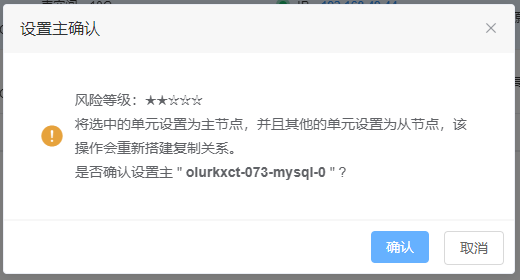 设置主确认
风险等级：★★☆☆☆
将选中的单元设置为主节点，并且其他的单元设置为从节点，该
操作会重新搭建复制关系。
是否确认设置主 " olurkxct-073-mysql-0 " ？
确认 取消